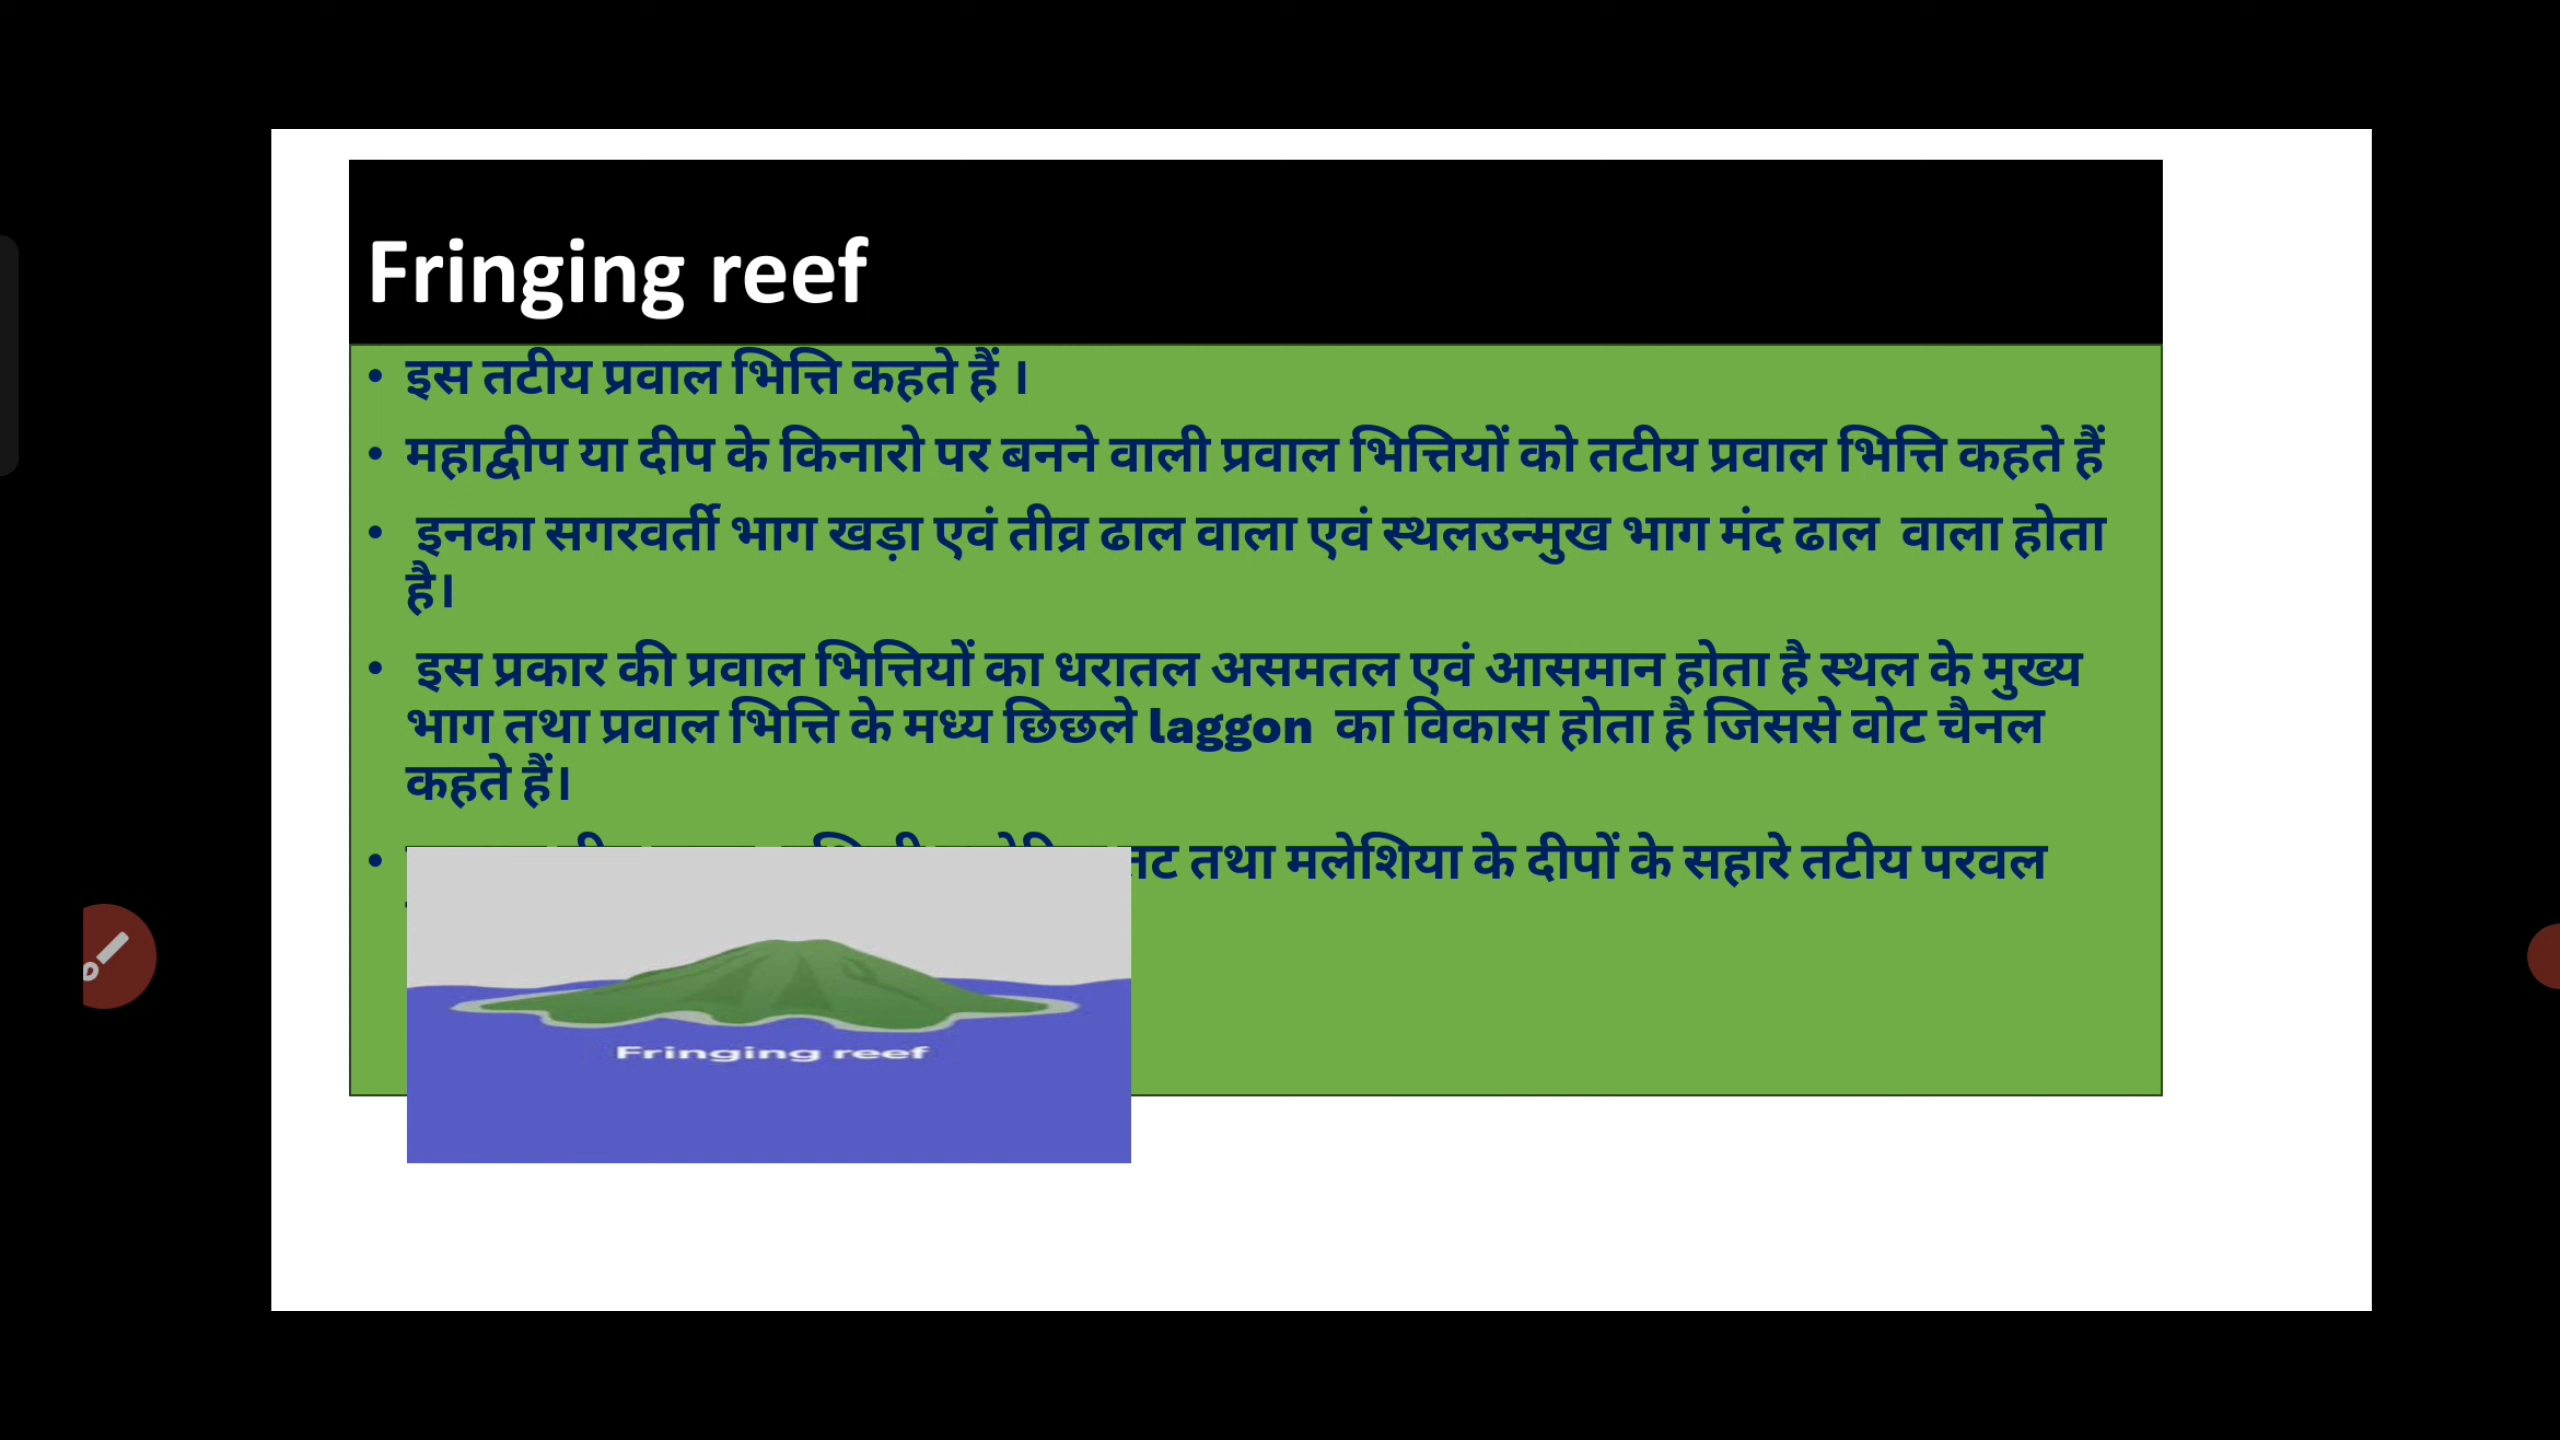 Fringing reef
• इस तटीय प्रवाल भित्ति कहते हैं ।
• महाद्वीप या दीप के किनारो पर बनने वाली प्रवाल भित्तियों को तटीय प्रवाल भित्ति कहते हैं
• इनका सगरवर्ती भाग खड़ा एवं तीव्र ढाल वाला एवं स्थलउन्मुख भाग मंद ढाल वाला होता
है।
• इस प्रकार की प्रवाल भित्तियों का धरातल असमतल एवं आसमान होता है स्थल के मुख्य
भाग तथा प्रवाल भित्ति के मध्य छिछले laggon का विकास होता है जिससे वोट चैनल
कहते हैं।
• तट तथा मलेशिया के दीपों के सहारे तटीय परवल
Fringing reef